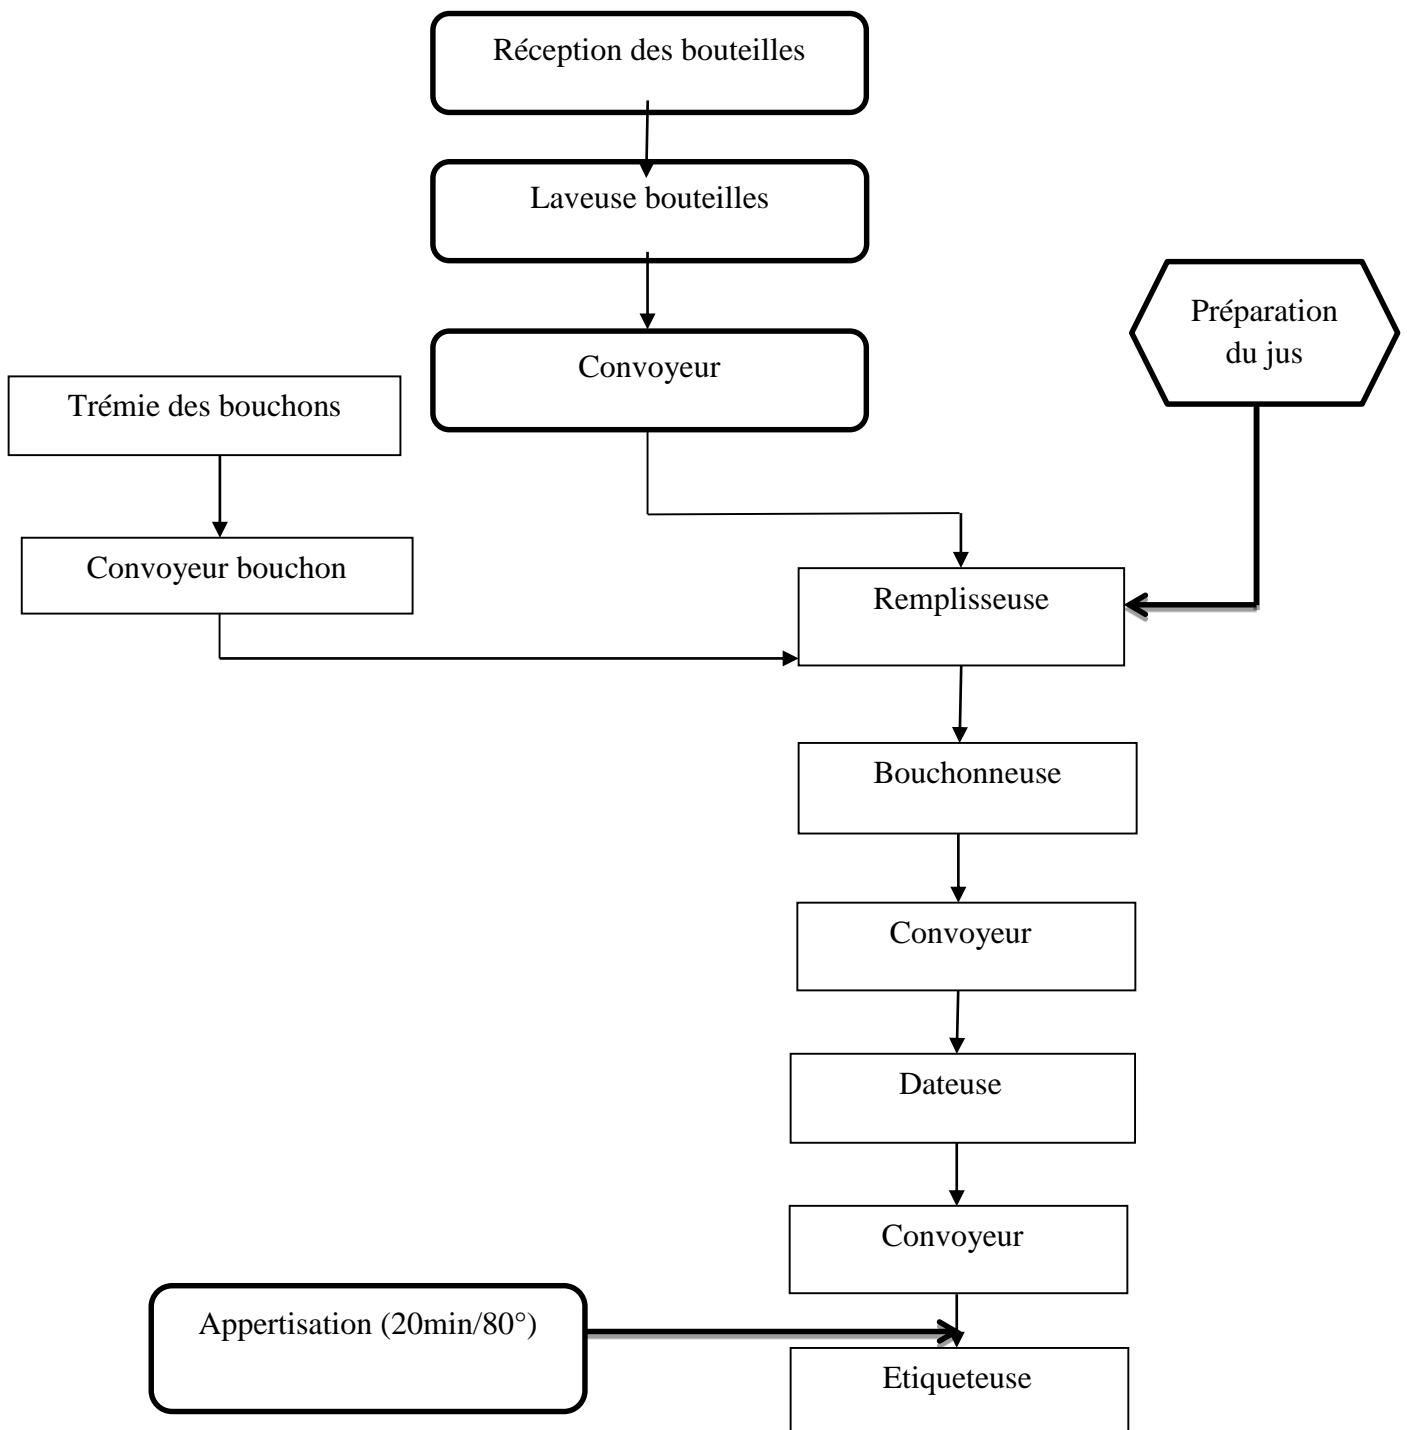 Réception des bouteilles
Laveuse bouteilles
Convoyeur
Préparation
du jus
Trémie des bouchons
Convoyeur bouchon
Remplisseuse
Bouchonneuse
Convoyeur
Dateuse
Convoyeur
Appertisation (20min/80°)
Etiqueteuse